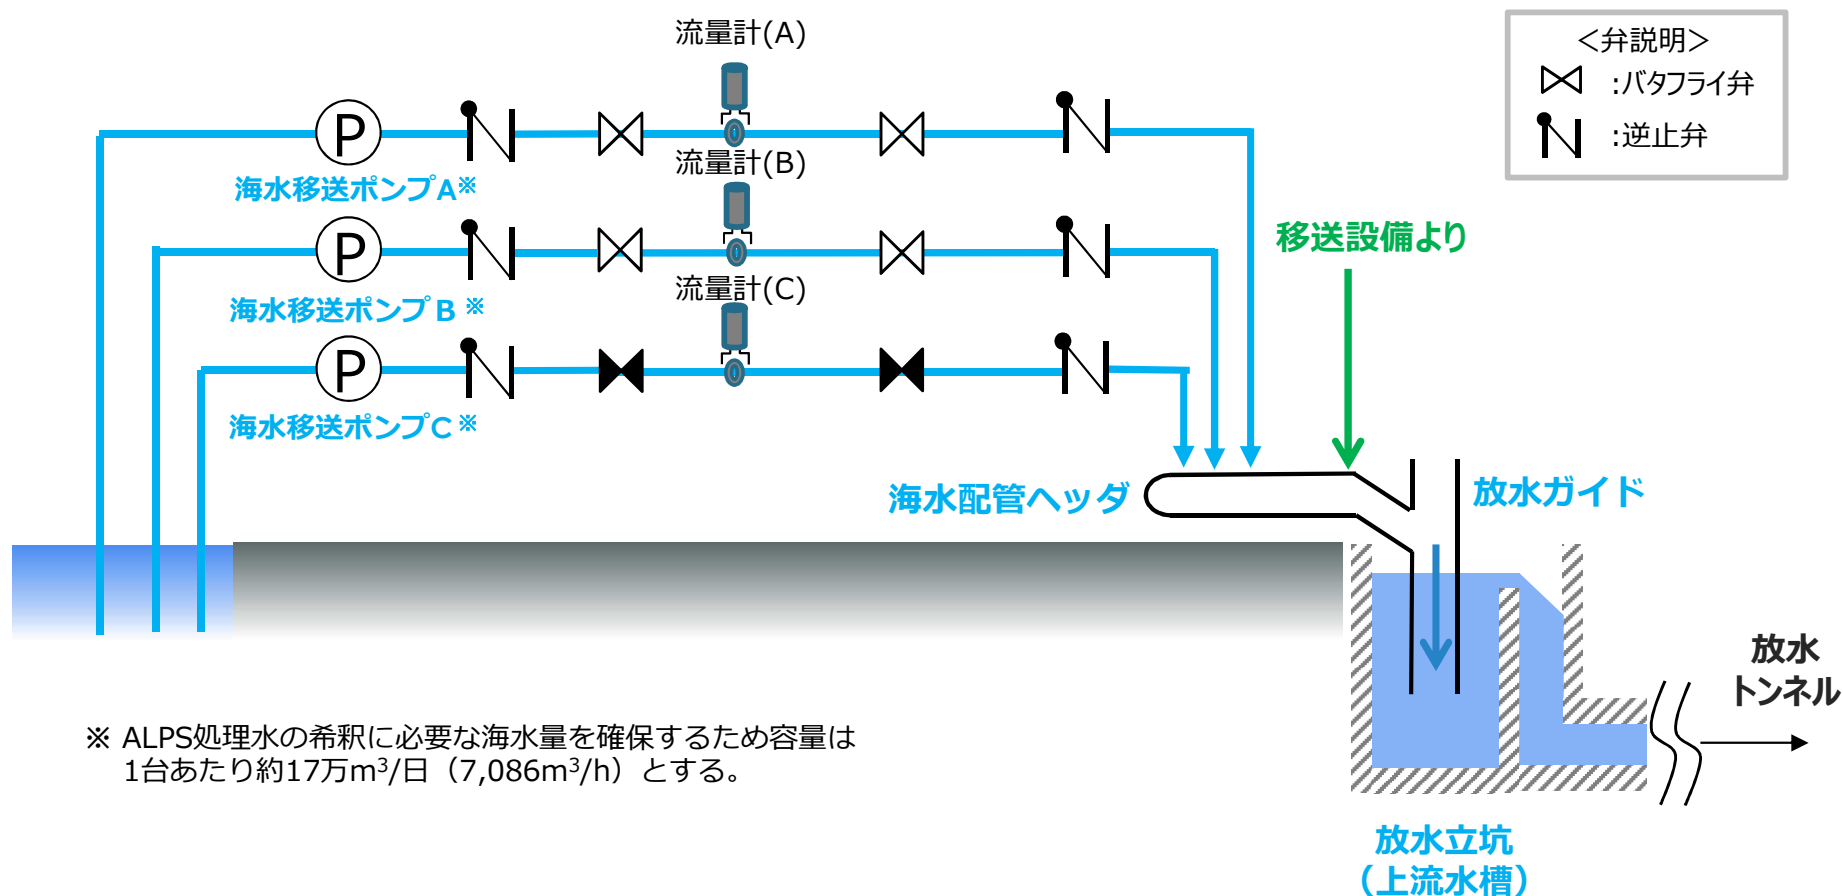 流量計(A)
<弁説明>
:バタフライ弁
:逆止弁
P
海水移送ポンプA※
流量計(B)
P
海水移送ポンプB※
流量計(C)
P
海水移送ポンプC※
移送設備より
海水配管ヘッダ
放水ガイド
放水
トンネル
※ ALPS処理水の希釈に必要な海水量を確保するため容量は
1台あたり約17万m³/日（7,086m³/h）とする。
放水立坑
（上流水槽）